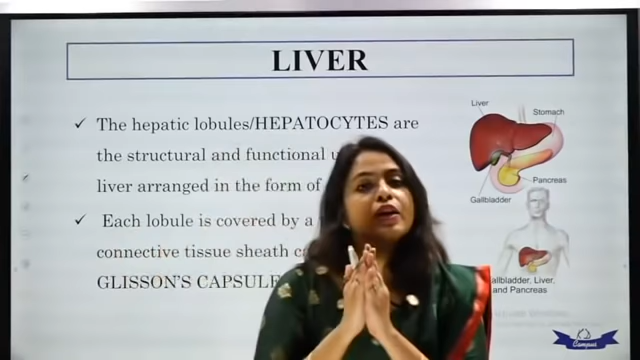 LIVER
✓ The hepatic lobules/HEPATOCYTES are
the structural and functional
liver arranged in the form of
✓ Each lobule is covered by a
connective tissue sheath
GLISSON'S CAPSULE
Liver
Stomach
Pancreas
Gallbladder
allbladder, Liver,
and Pancreas
Campus